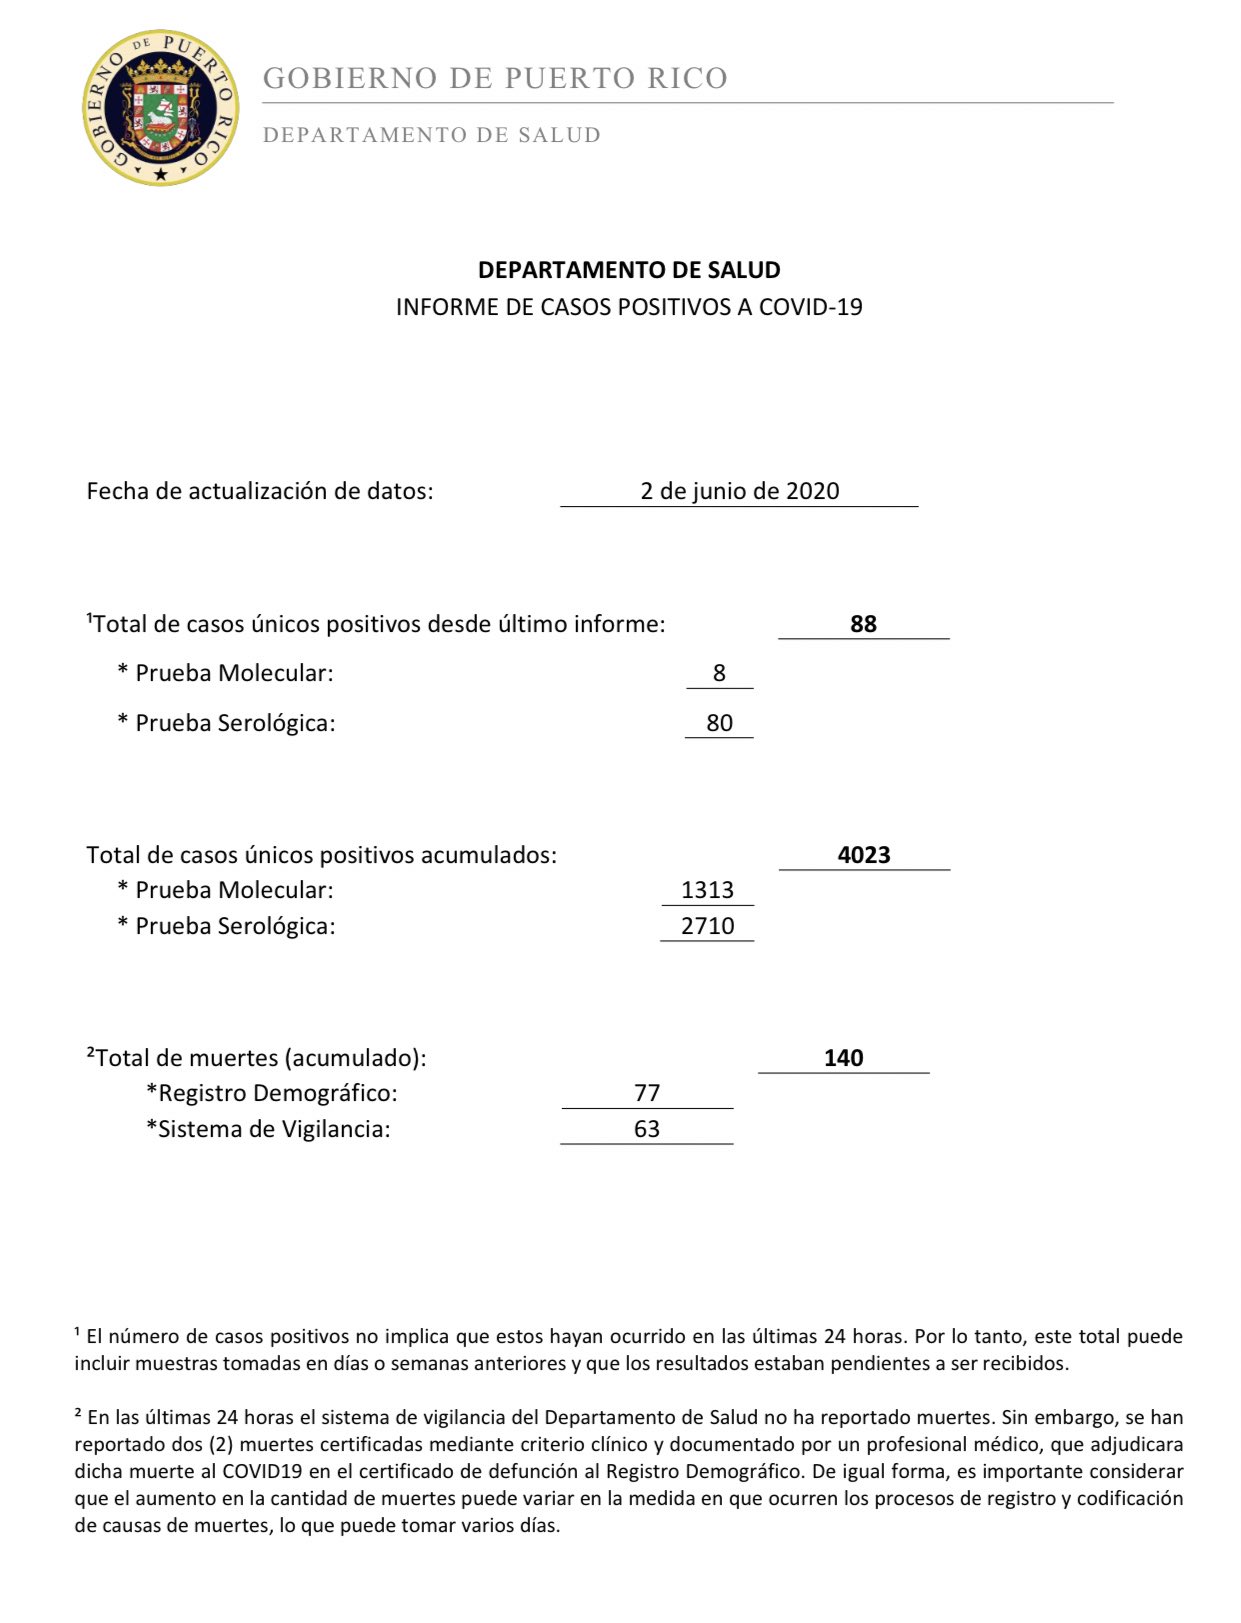 GOBIERNO DE PUERTO RICO
GOBIERNO DE PUERTO RICO
DEPARTAMENTO DE SALUD
DEPARTAMENTO DE SALUD
INFORME DE CASOS POSITIVOS A COVID-19
Fecha de actualización de datos: 2 de junio de 2020
¹Total de casos únicos positivos desde último informe: 88
* Prueba Molecular: 8
* Prueba Serológica: 80
Total de casos únicos positivos acumulados: 4023
* Prueba Molecular: 1313
* Prueba Serológica: 2710
²Total de muertes (acumulado): 140
*Registro Demográfico: 77
*Sistema de Vigilancia: 63
¹ El número de casos positivos no implica que estos hayan ocurrido en las últimas 24 horas. Por lo tanto, este total puede
incluir muestras tomadas en días o semanas anteriores y que los resultados estaban pendientes a ser recibidos.
² En las últimas 24 horas el sistema de vigilancia del Departamento de Salud no ha reportado muertes. Sin embargo, se han
reportado dos (2) muertes certificadas mediante criterio clínico y documentado por un profesional médico, que adjudicara
dicha muerte al COVID19 en el certificado de defunción al Registro Demográfico. De igual forma, es importante considerar
que el aumento en la cantidad de muertes puede variar en la medida en que ocurren los procesos de registro y codificación
de causas de muertes, lo que puede tomar varios días.